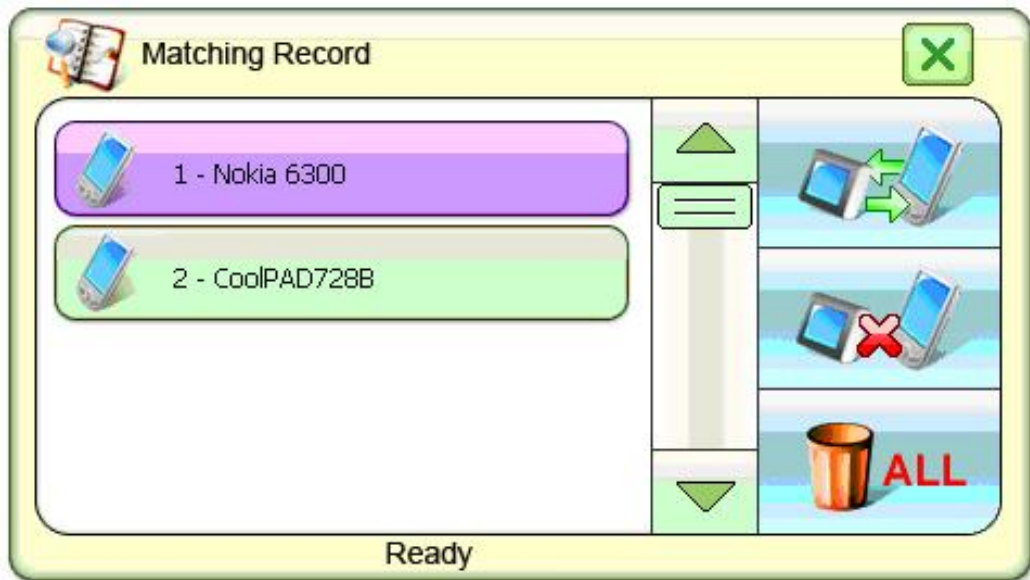 Matching Record
1 - Nokia 6300
2 - CoolPAD728B
ALL
Ready